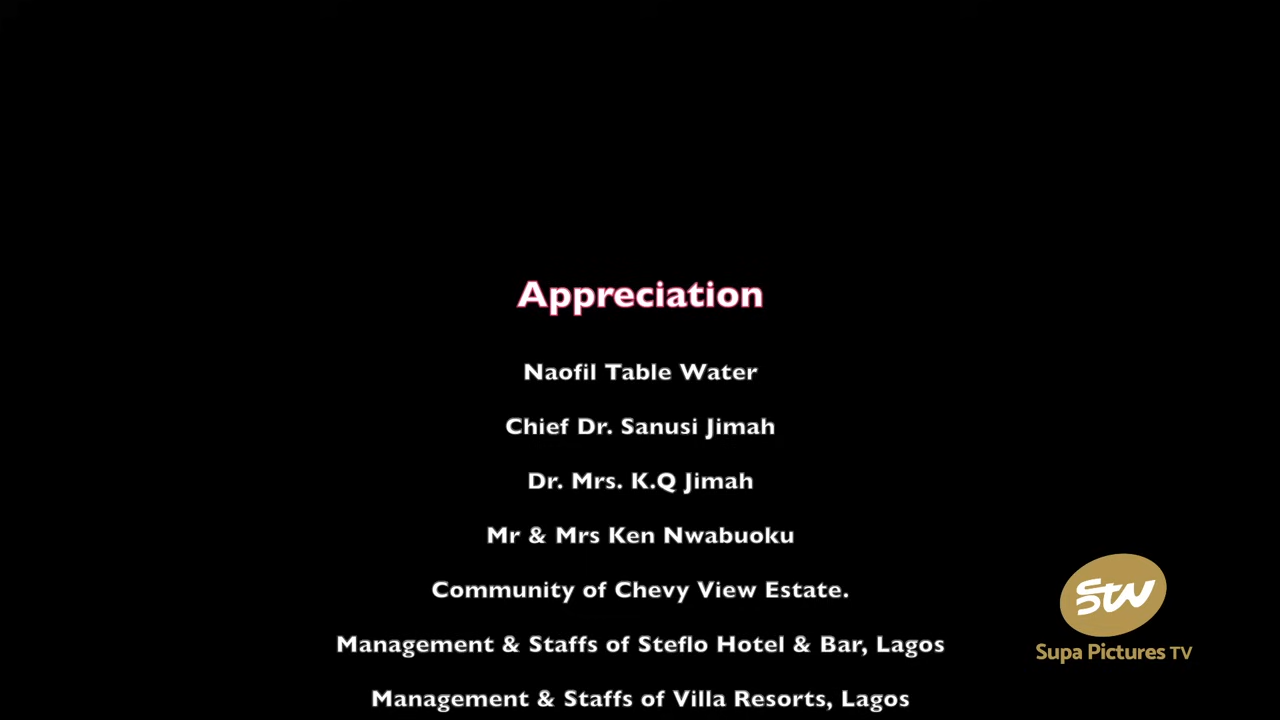 Appreciation
Naofil Table Water
Chief Dr. Sanusi Jimah
Dr. Mrs. K.Q Jimah
Mr & Mrs Ken Nwabuoku
Community of Chevy View Estate.
Management & Staffs of Steflo Hotel & Bar, Lagos
Management & Staffs of Villa Resorts, Lagos
stv
Supa Pictures TV